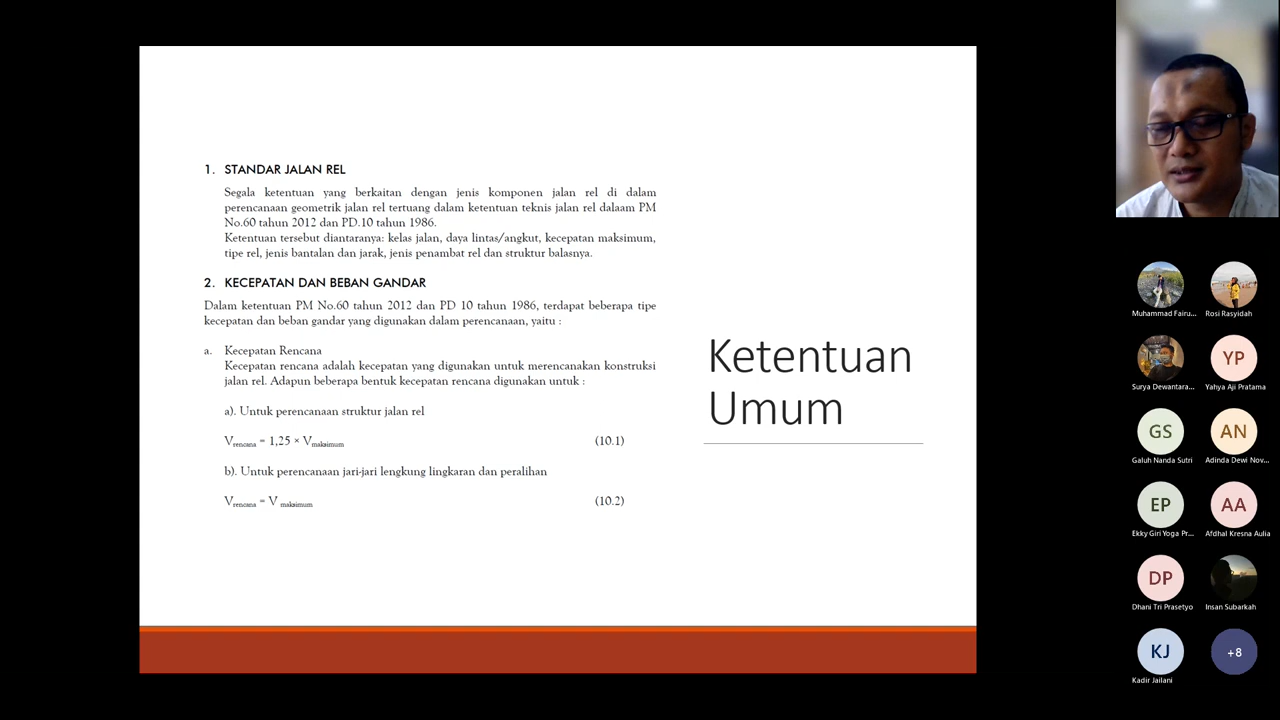 1. STANDAR JALAN REL
Segala ketentuan yang berkaitan dengan jenis komponen jalan rel di dalam
perencanaan geometrik jalan rel tertuang dalam ketentuan teknis jalan rel dalaam PM
No.60 tahun 2012 dan PD.10 tahun 1986.
Ketentuan tersebut diantaranya: kelas jalan, daya lintas/angkut, kecepatan maksimum,
tipe rel, jenis bantalan dan jarak, jenis penambat rel dan struktur balasnya.
2. KECEPATAN DAN BEBAN GANDAR
Dalam ketentuan PM No.60 tahun 2012 dan PD 10 tahun 1986, terdapat beberapa tipe
kecepatan dan beban gandar yang digunakan dalam perencanaan, yaitu :
a. Kecepatan Rencana
Kecepatan rencana adalah kecepatan yang digunakan untuk merencanakan konstruksi
jalan rel. Adapun beberapa bentuk kecepatan rencana digunakan untuk :
a). Untuk perencanaan struktur jalan rel
Vrencana = 1,25 × Vmaksimum (10.1)
b). Untuk perencanaan jari-jari lengkung lingkaran dan peralihan
Vrencana = V maksimum (10.2)
Ketentuan
Umum
Muhammad Fairu...
Rosi Rasyidah
Surya Dewantara...
YP
Yahya Aji Pratama
GS
Galuh Nanda Sutri
AN
Adinda Dewi Nov...
EP
Ekky Giri Yoga Pr...
AA
Afdhal Kresna Aulia
DP
Dhani Tri Prasetyo
Insan Subarkah
KJ
Kadir Jailani
+8